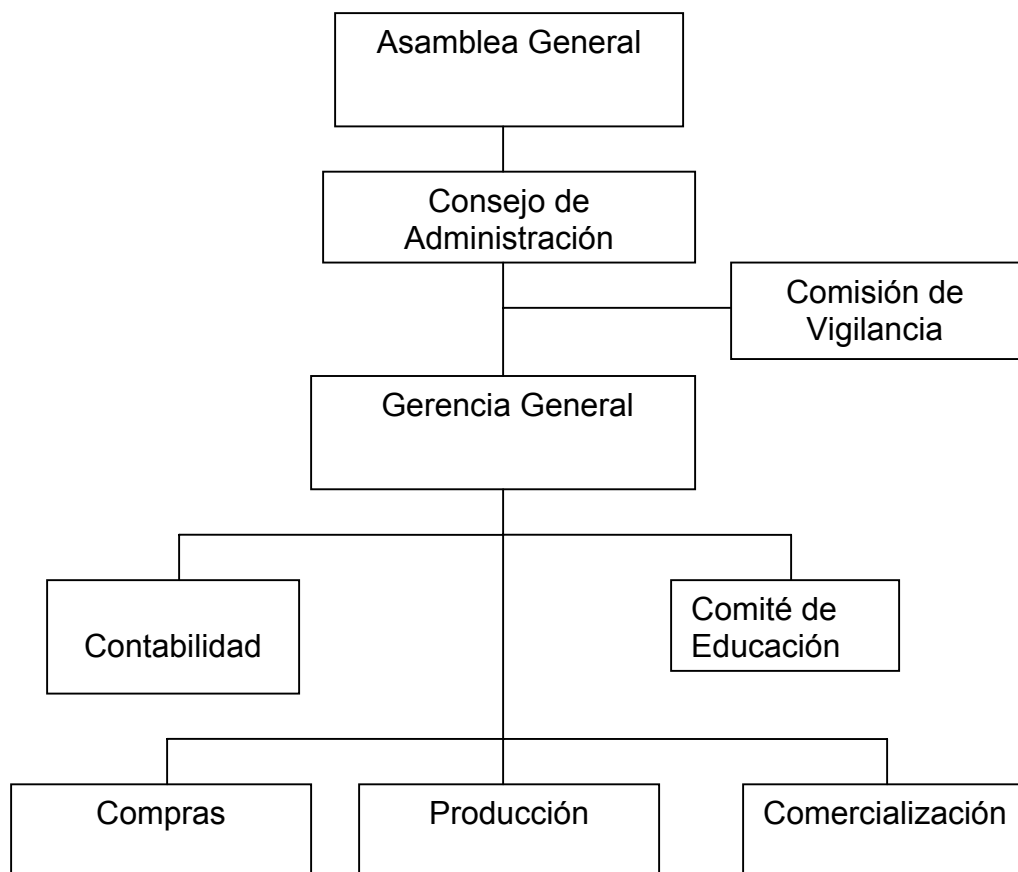 Asamblea General
Consejo de
Administración
Comisión de
Vigilancia
Gerencia General
Contabilidad
Comité de
Educación
Compras
Producción
Comercialización